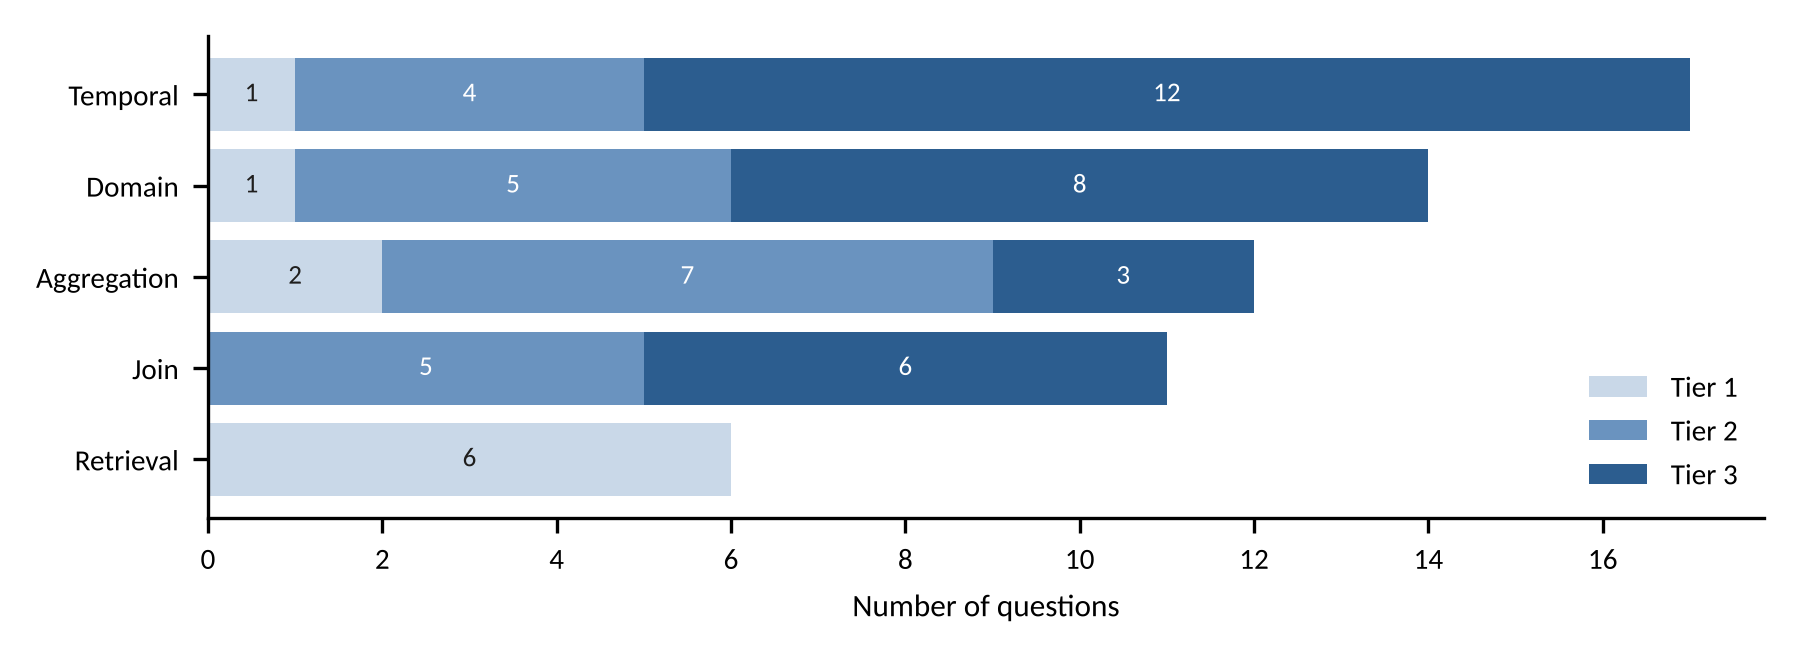 Temporal 1 4 12
Domain 1 5 8
Aggregation 2 7 3
Join 5 6
Retrieval 6
Tier 1
Tier 2
Tier 3
0 2 4 6 8 10 12 14 16
Number of questions